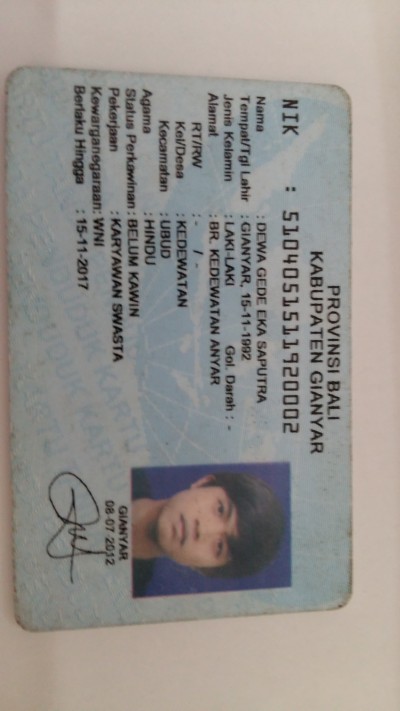 PROVINSI BALI
KABUPATEN GIANYAR
NIK : 5104051511920002
Nama : DEWA GEDE EKA SAPUTRA
Tempat/Tgl Lahir : GIANYAR, 15-11-1992
Jenis Kelamin : LAKI-LAKI Gol. Darah : -
Alamat : BR. KEDEWATAN ANYAR
RT/RW : - / -
Kel/Desa : KEDEWATAN
Kecamatan : UBUD
Agama : HINDU
Status Perkawinan : BELUM KAWIN
Pekerjaan : KARYAWAN SWASTA
Kewarganegaraan: WNI
Berlaku Hingga : 15-11-2017
GIANYAR
08-07 2012